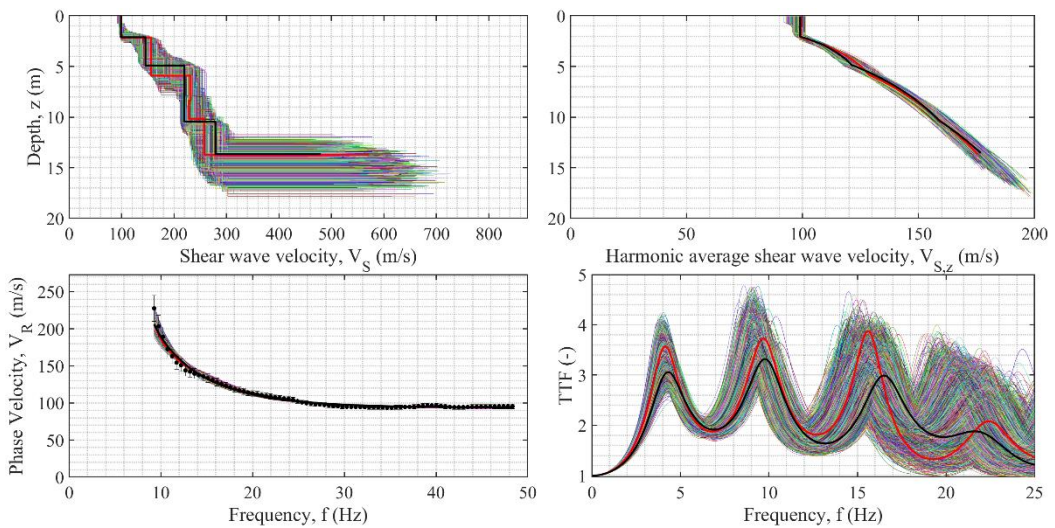 0
5
10
15
20
Depth, z (m)
0 100 200 300 400 500 600 700 800
Shear wave velocity, V_S (m/s)
0
5
10
15
20
0 50 100 150 200
Harmonic average shear wave velocity, V_S,z (m/s)
250
200
150
100
50
0
Phase Velocity, V_R (m/s)
0 10 20 30 40 50
Frequency, f (Hz)
5
4
3
2
1
TTF (-)
0 5 10 15 20 25
Frequency, f (Hz)